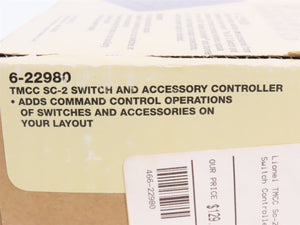 6-22980
TMCC SC-2 SWITCH AND ACCESSORY CONTROLLER
• ADDS COMMAND CONTROL OPERATIONS
OF SWITCHES AND ACCESSORIES ON
YOUR LAYOUT
Lionel TMCC SC-2
Switch Controlle
OUR PRICE
$129
466-22980